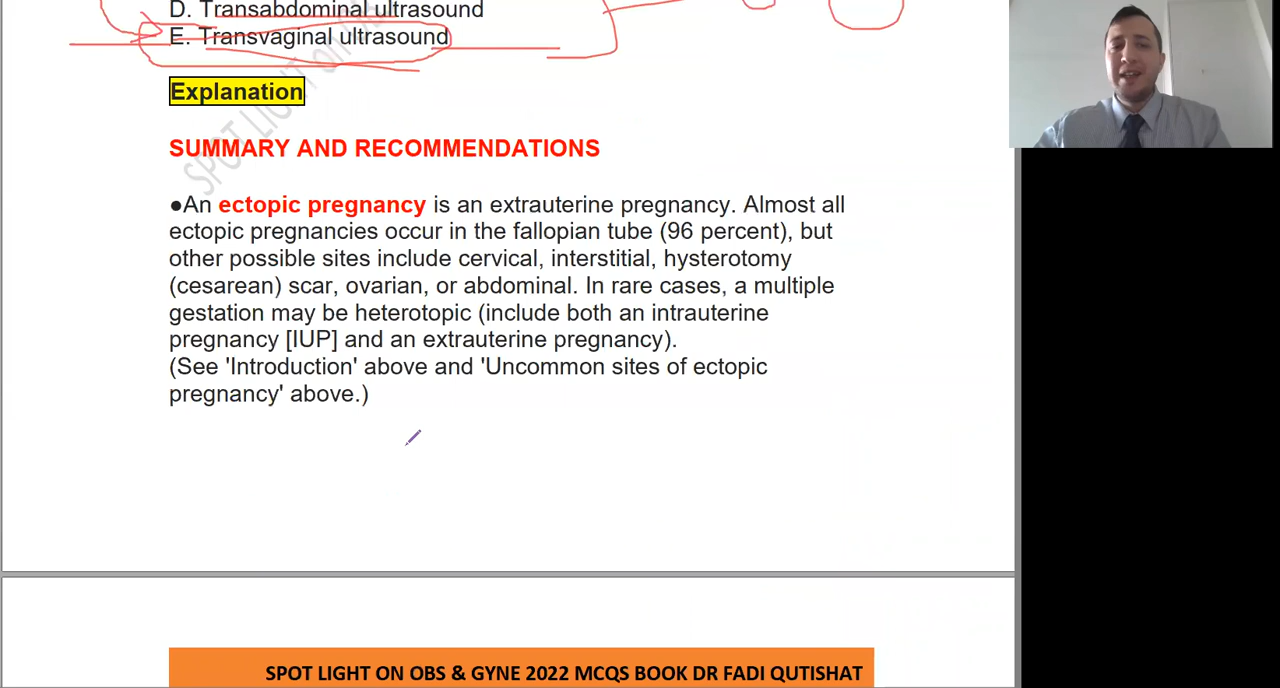 D. Transabdominal ultrasound
E. Transvaginal ultrasound
Explanation
SPOT LIGHT on
SUMMARY AND RECOMMENDATIONS
●An ectopic pregnancy is an extrauterine pregnancy. Almost all
ectopic pregnancies occur in the fallopian tube (96 percent), but
other possible sites include cervical, interstitial, hysterotomy
(cesarean) scar, ovarian, or abdominal. In rare cases, a multiple
gestation may be heterotopic (include both an intrauterine
pregnancy [IUP] and an extrauterine pregnancy).
(See 'Introduction' above and 'Uncommon sites of ectopic
pregnancy' above.)
SPOT LIGHT ON OBS & GYNE 2022 MCQS BOOK DR FADI QUTISHAT